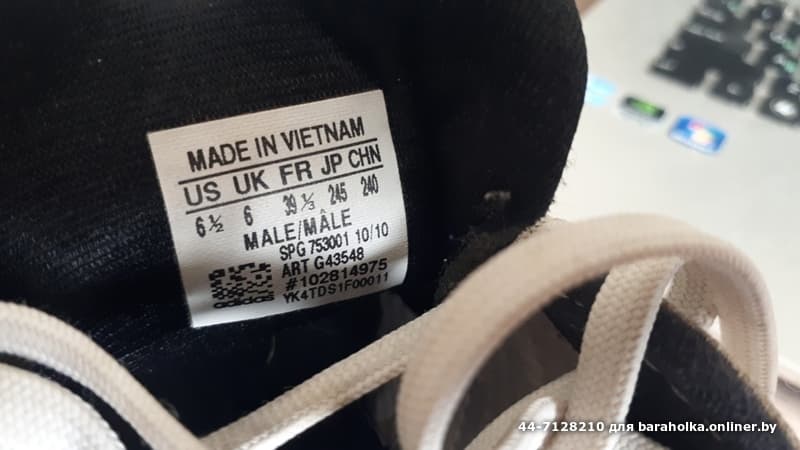 MADE IN VIETNAM
US UK FR JP CHN
6½ 6 39⅓ 245 240
MALE/MÂLE
SPG 753001 10/10
ART G43548
#102814975
YK4TDS1F00011
44-7128210 для baraholka.onliner.by